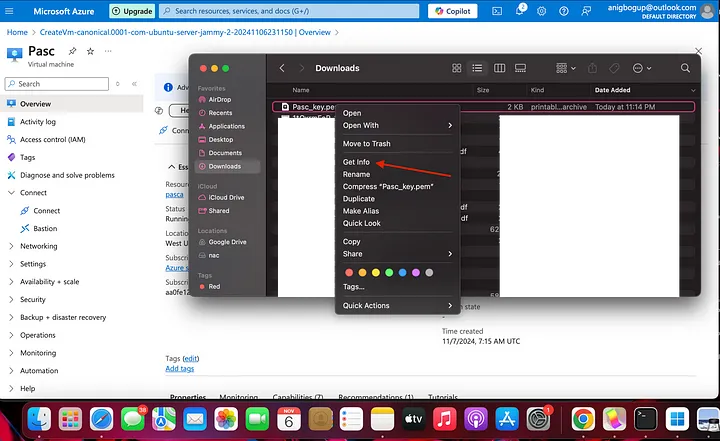 Microsoft Azure
Upgrade
Search resources, services, and docs (G+/)
Copilot
2
anigbogup@outlook.com
DEFAULT DIRECTORY
Home > CreateVm-canonical.0001-com-ubuntu-server-jammy-2-20241106231150 | Overview >
Pasc
Virtual machine
Search
Overview
Activity log
Access control (IAM)
Tags
Diagnose and solve problems
Connect
Connect
Bastion
Networking
Settings
Availability + scale
Security
Backup + disaster recovery
Operations
Monitoring
Automation
Help
Adv
He
Conn
Ess
Resou
pasca
Status
Running
Locatio
West U
Subscri
Azure s
Subscri
aa0fe12
Tags (edit)
Add tags
Properties
Monitoring
Capabilities (7)
Recommendations (1)
Tutorials
n state
-
Time created
11/7/2024, 7:15 AM UTC
Favorites
AirDrop
Recents
Applications
Desktop
Documents
Downloads
iCloud
iCloud Drive
Shared
Locations
Google Drive
nac
Tags
Red
Downloads
Name
Size
Kind
Date Added
Pasc_key.pe
2 KB
printabl...archive
Today at 11:14 PM
df
62
df
df
Open
Open With
Move to Trash
Get Info
Rename
Compress “Pasc_key.pem”
Duplicate
Make Alias
Quick Look
Copy
Share
Tags...
Quick Actions
38
NOV
6
tv
1